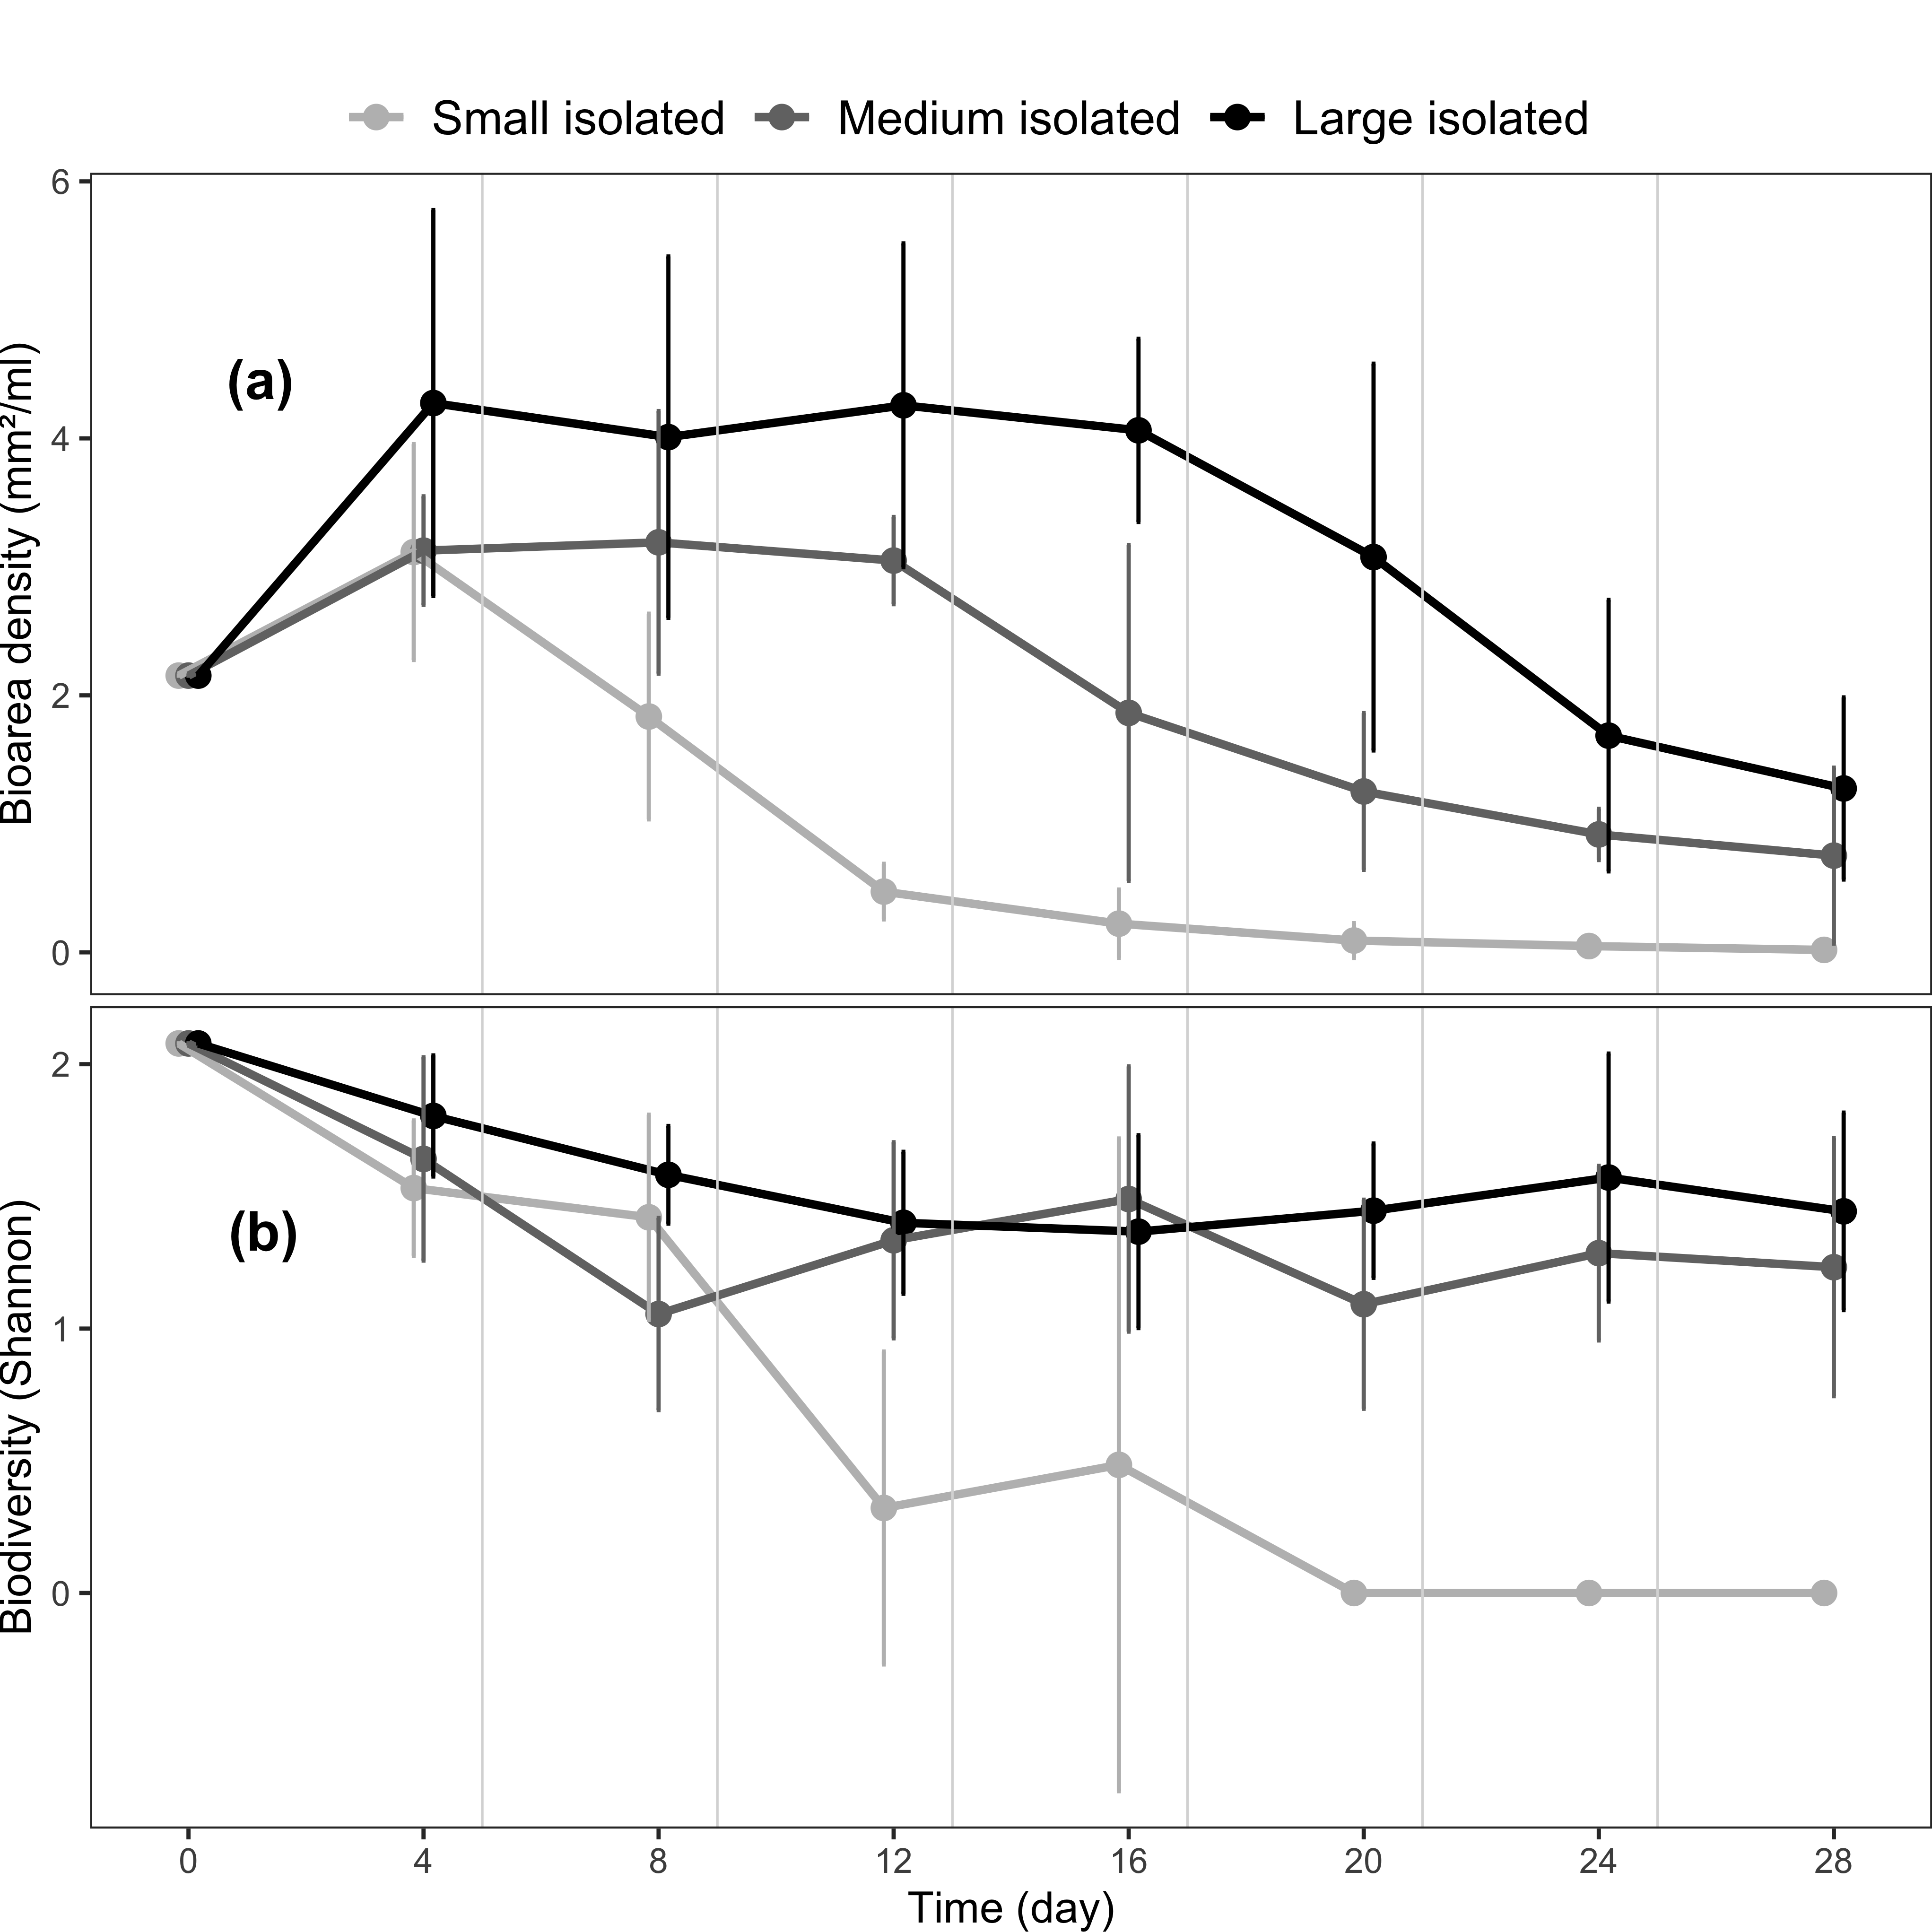 Small isolated Medium isolated Large isolated
6
4
2
0
Bioarea density (mm²/ml)
(a)
2
1
0
Biodiversity (Shannon)
(b)
0 4 8 12 16 20 24 28
Time (day)